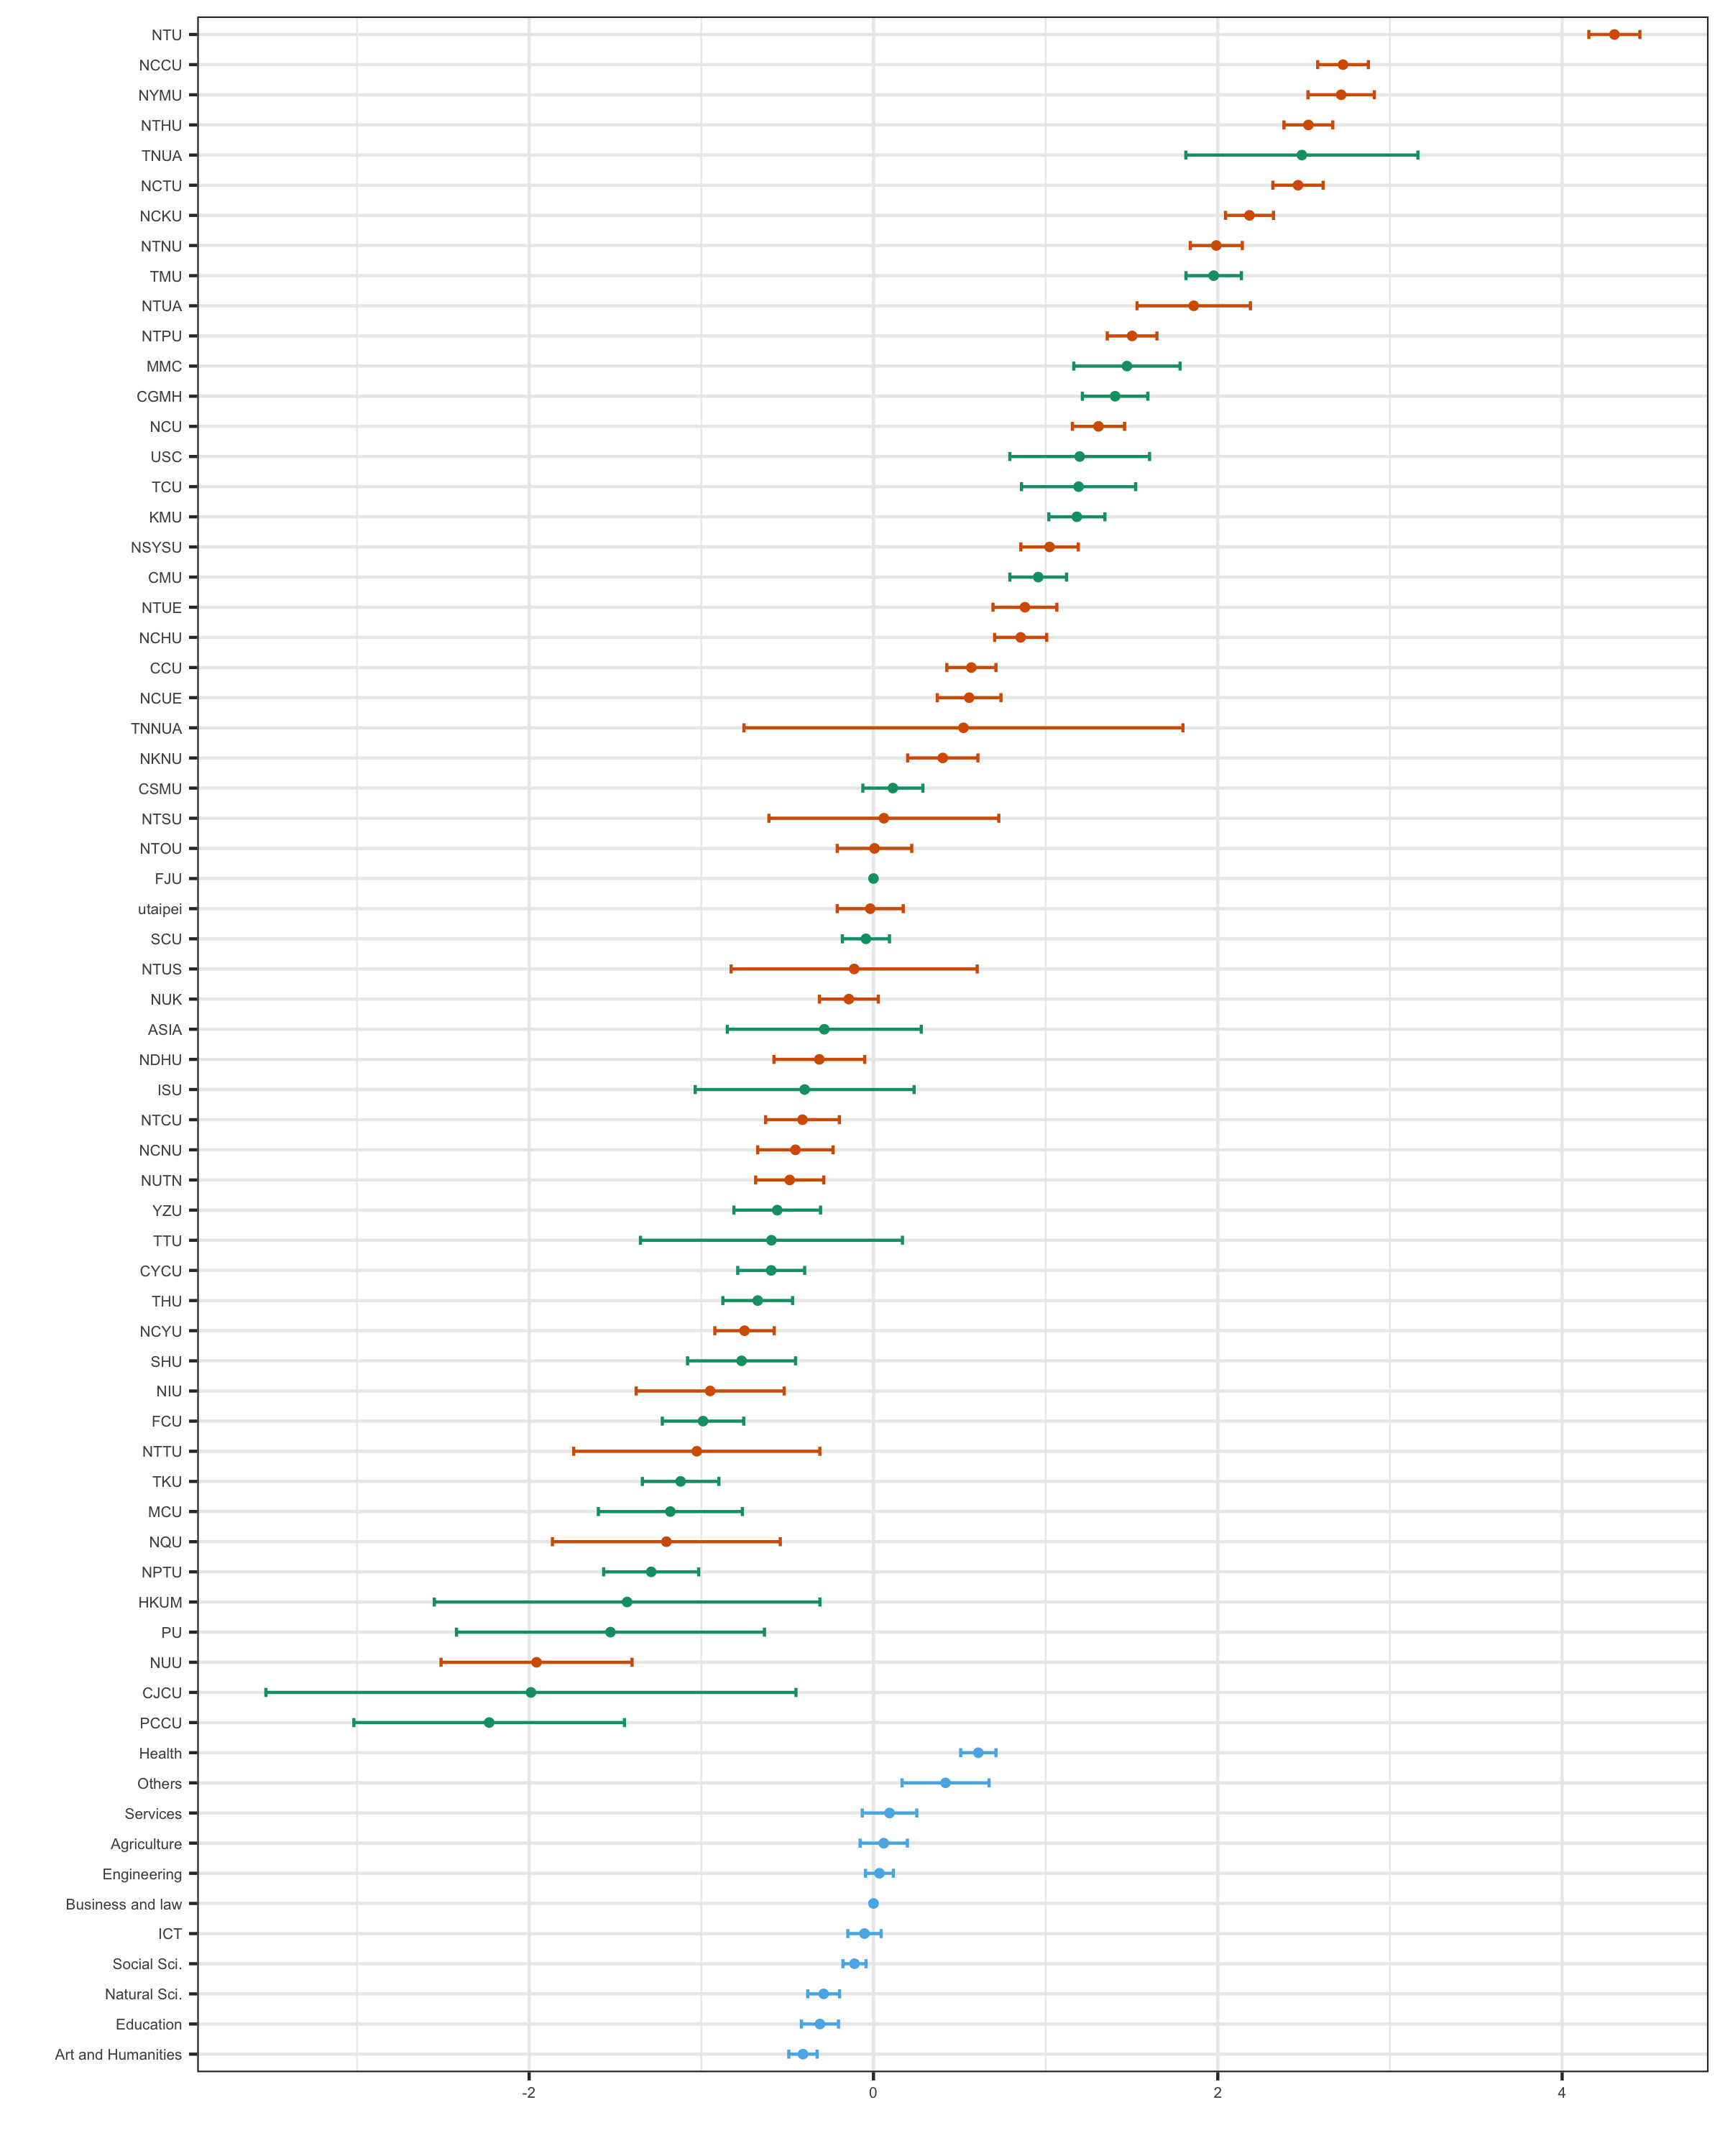 NTU
NCCU
NYMU
NTHU
TNUA
NCTU
NCKU
NTNU
TMU
NTUA
NTPU
MMC
CGMH
NCU
USC
TCU
KMU
NSYSU
CMU
NTUE
NCHU
CCU
NCUE
TNNUA
NKNU
CSMU
NTSU
NTOU
FJU
utaipei
SCU
NTUS
NUK
ASIA
NDHU
ISU
NTCU
NCNU
NUTN
YZU
TTU
CYCU
THU
NCYU
SHU
NIU
FCU
NTTU
TKU
MCU
NQU
NPTU
HKUM
PU
NUU
CJCU
PCCU
Health
Others
Services
Agriculture
Engineering
Business and law
ICT
Social Sci.
Natural Sci.
Education
Art and Humanities
-2 0 2 4